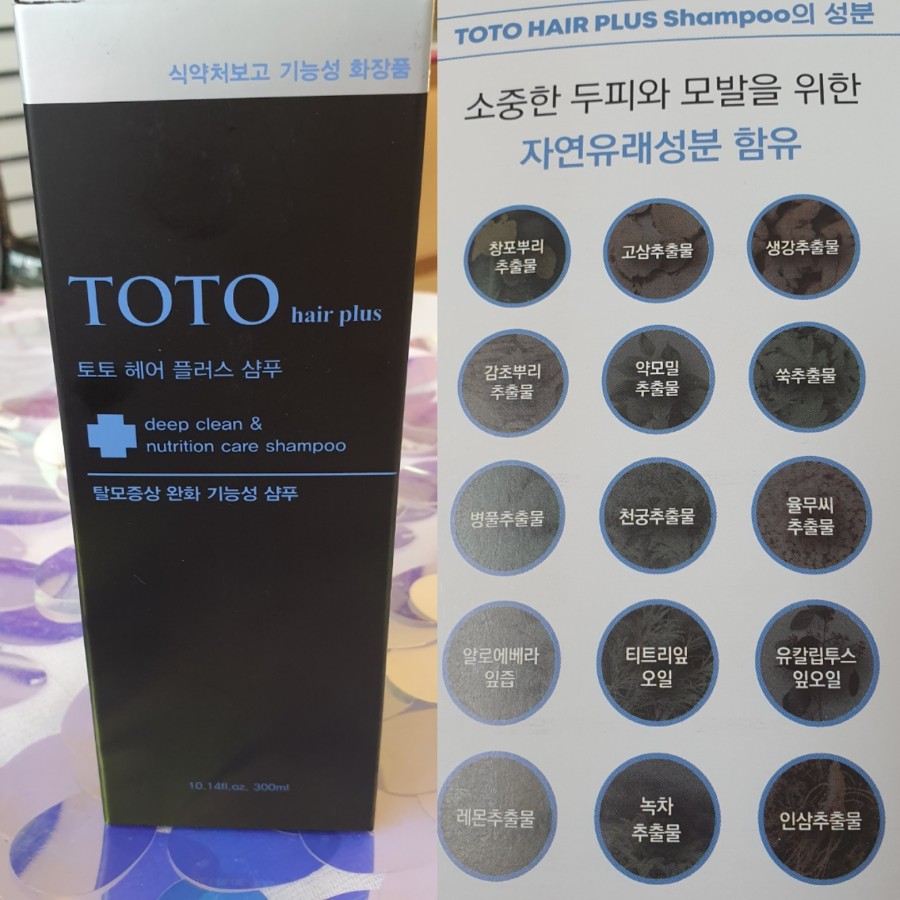 식약처보고 기능성 화장품
TOTO hair plus
토토 헤어 플러스 샴푸
deep clean &
nutrition care shampoo
탈모증상 완화 기능성 샴푸
10.14fl.oz. 300ml
TOTO HAIR PLUS Shampoo의 성분
소중한 두피와 모발을 위한
자연유래성분 함유
창포뿌리
추출물
고삼추출물
생강추출물
감초뿌리
추출물
약모밀
추출물
쑥추출물
병풀추출물
천궁추출물
율무씨
추출물
알로에베라
잎즙
티트리잎
오일
유칼립투스
잎오일
레몬추출물
녹차
추출물
인삼추출물